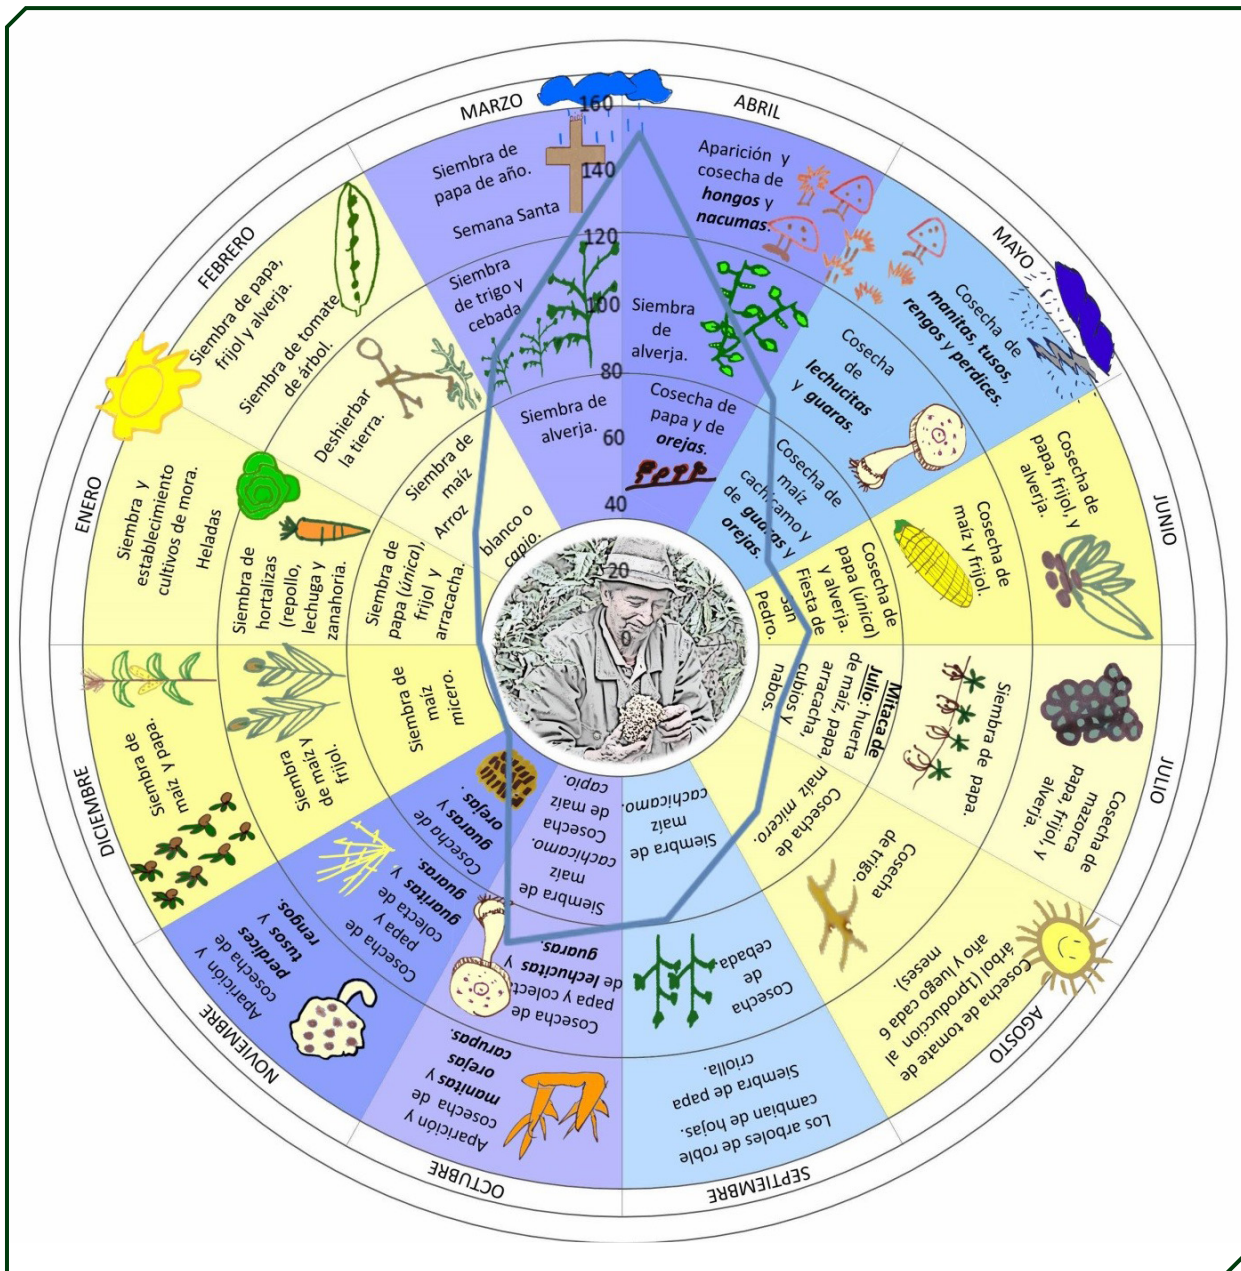 ENERO
Siembra y
establecimiento
cultivos de mora.
Heladas
Siembra de
hortalizas
(repollo,
lechuga y
zanahoria.
Siembra de
papa (única),
frijol y
arracacha,
FEBRERO
Siembra de papa,
frijol y alverja.
Siembra de tomate
de árbol.
Deshierbar
la tierra.
Siembra de
maíz
Arroz
blanco o
capio.
MARZO
Siembra de
papa de año.
Semana Santa
Siembra
de trigo y
cebada
Siembra de
alverja.
160
140
120
100
80
60
40
20
0
ABRIL
Aparición y
cosecha de
hongos y
nacumas.
Siembra
de
alverja.
Cosecha de
papa y de
orejas.
MAYO
Cosecha de
manitas, tusos,
rengos y perdices.
Cosecha
de
lechucitas
y guaras.
Cosecha de
maíz
cachicamo y
de guaras y
orejas.
JUNIO
Cosecha de
papa, frijol, y
alverja.
Cosecha de
maíz y frijol.
Cosecha de
papa (única)
y alverja.
Fiesta de
San
Pedro.
JULIO
Cosecha de
mazorca
papa, frijol, y
alverja.
Siembra de papa.
Mitaca de
Julio: huerta
de maíz, papa,
aracacha,
cubios y
nabos.
AGOSTO
Cosecha de tomate de
árbol (1produccion al
año y luego cada 6
meses).
Cosecha
de trigo.
Cosecha de
maíz micero.
SEPTIEMBRE
Los arboles de roble
cambian de hojas.
Siembra de papa
criolla.
Cosecha
de
cebada
Siembra de
maíz
cachicamo.
OCTUBRE
Aparición y
cosecha de
manitas y
orejas
carupas.
Cosecha de
papa y colecta
de lechucitas y
guaras.
Siembra de
maíz
cachicamo.
Cosecha
de maíz
capio.
NOVIEMBRE
Aparición y
cosecha de
perdices
tusos y
rengos.
Cosecha de
papa y
colecta de
guaritas y
guaras.
Cosecha de
guaras y
orejas.
DICIEMBRE
Siembra de
maíz y papa.
Siembra
de maíz y
frijol.
Siembra de
maíz
micero.